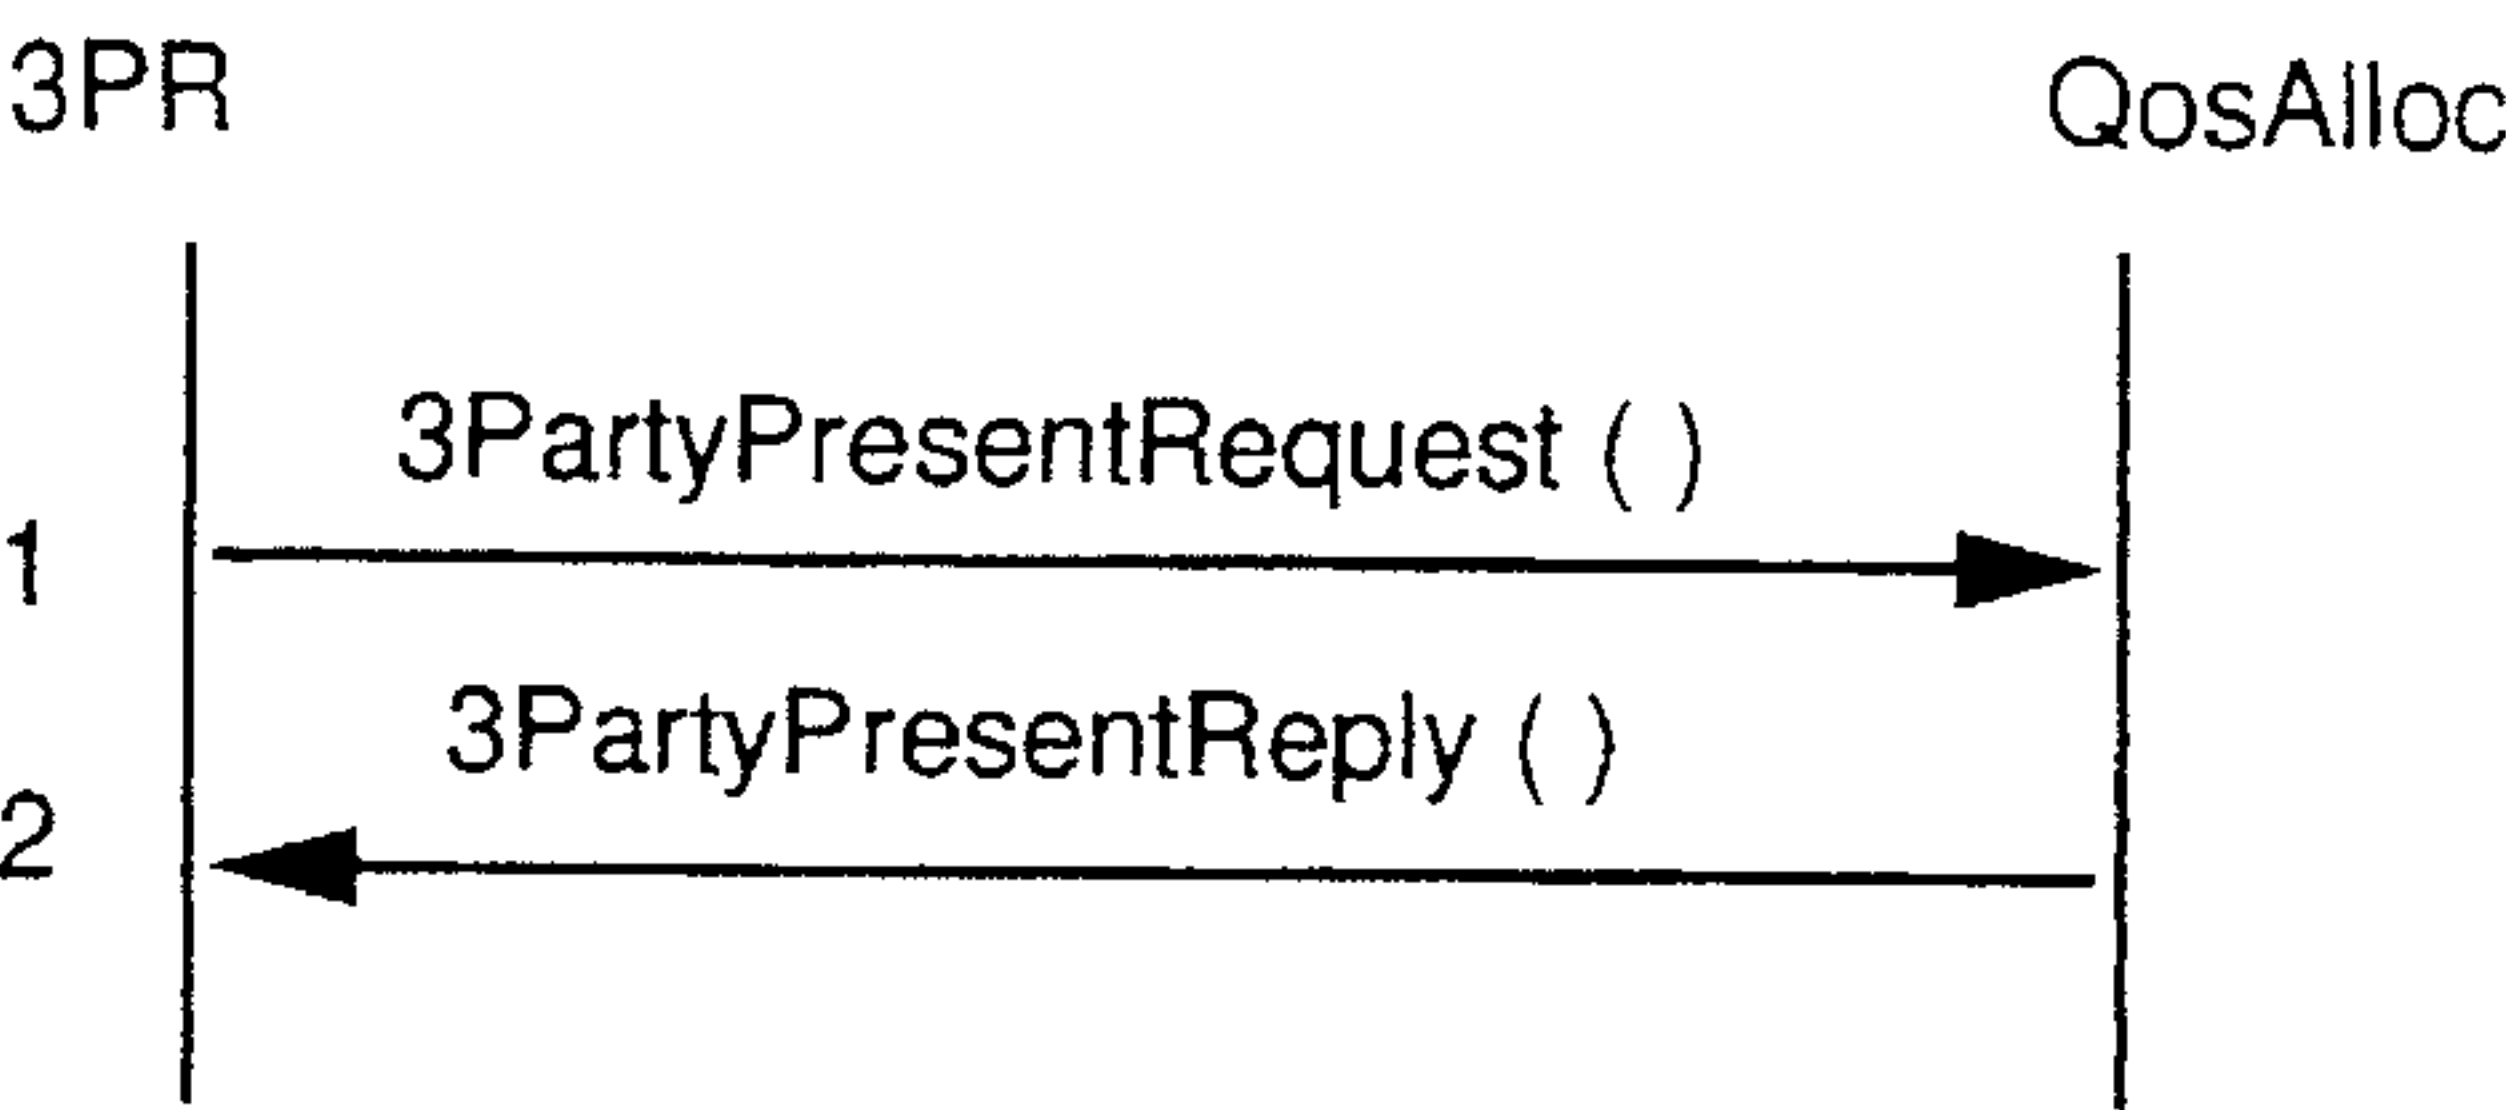 3PR QosAlloc
3PartyPresentRequest ( )
1
3PartyPresentReply ( )
2